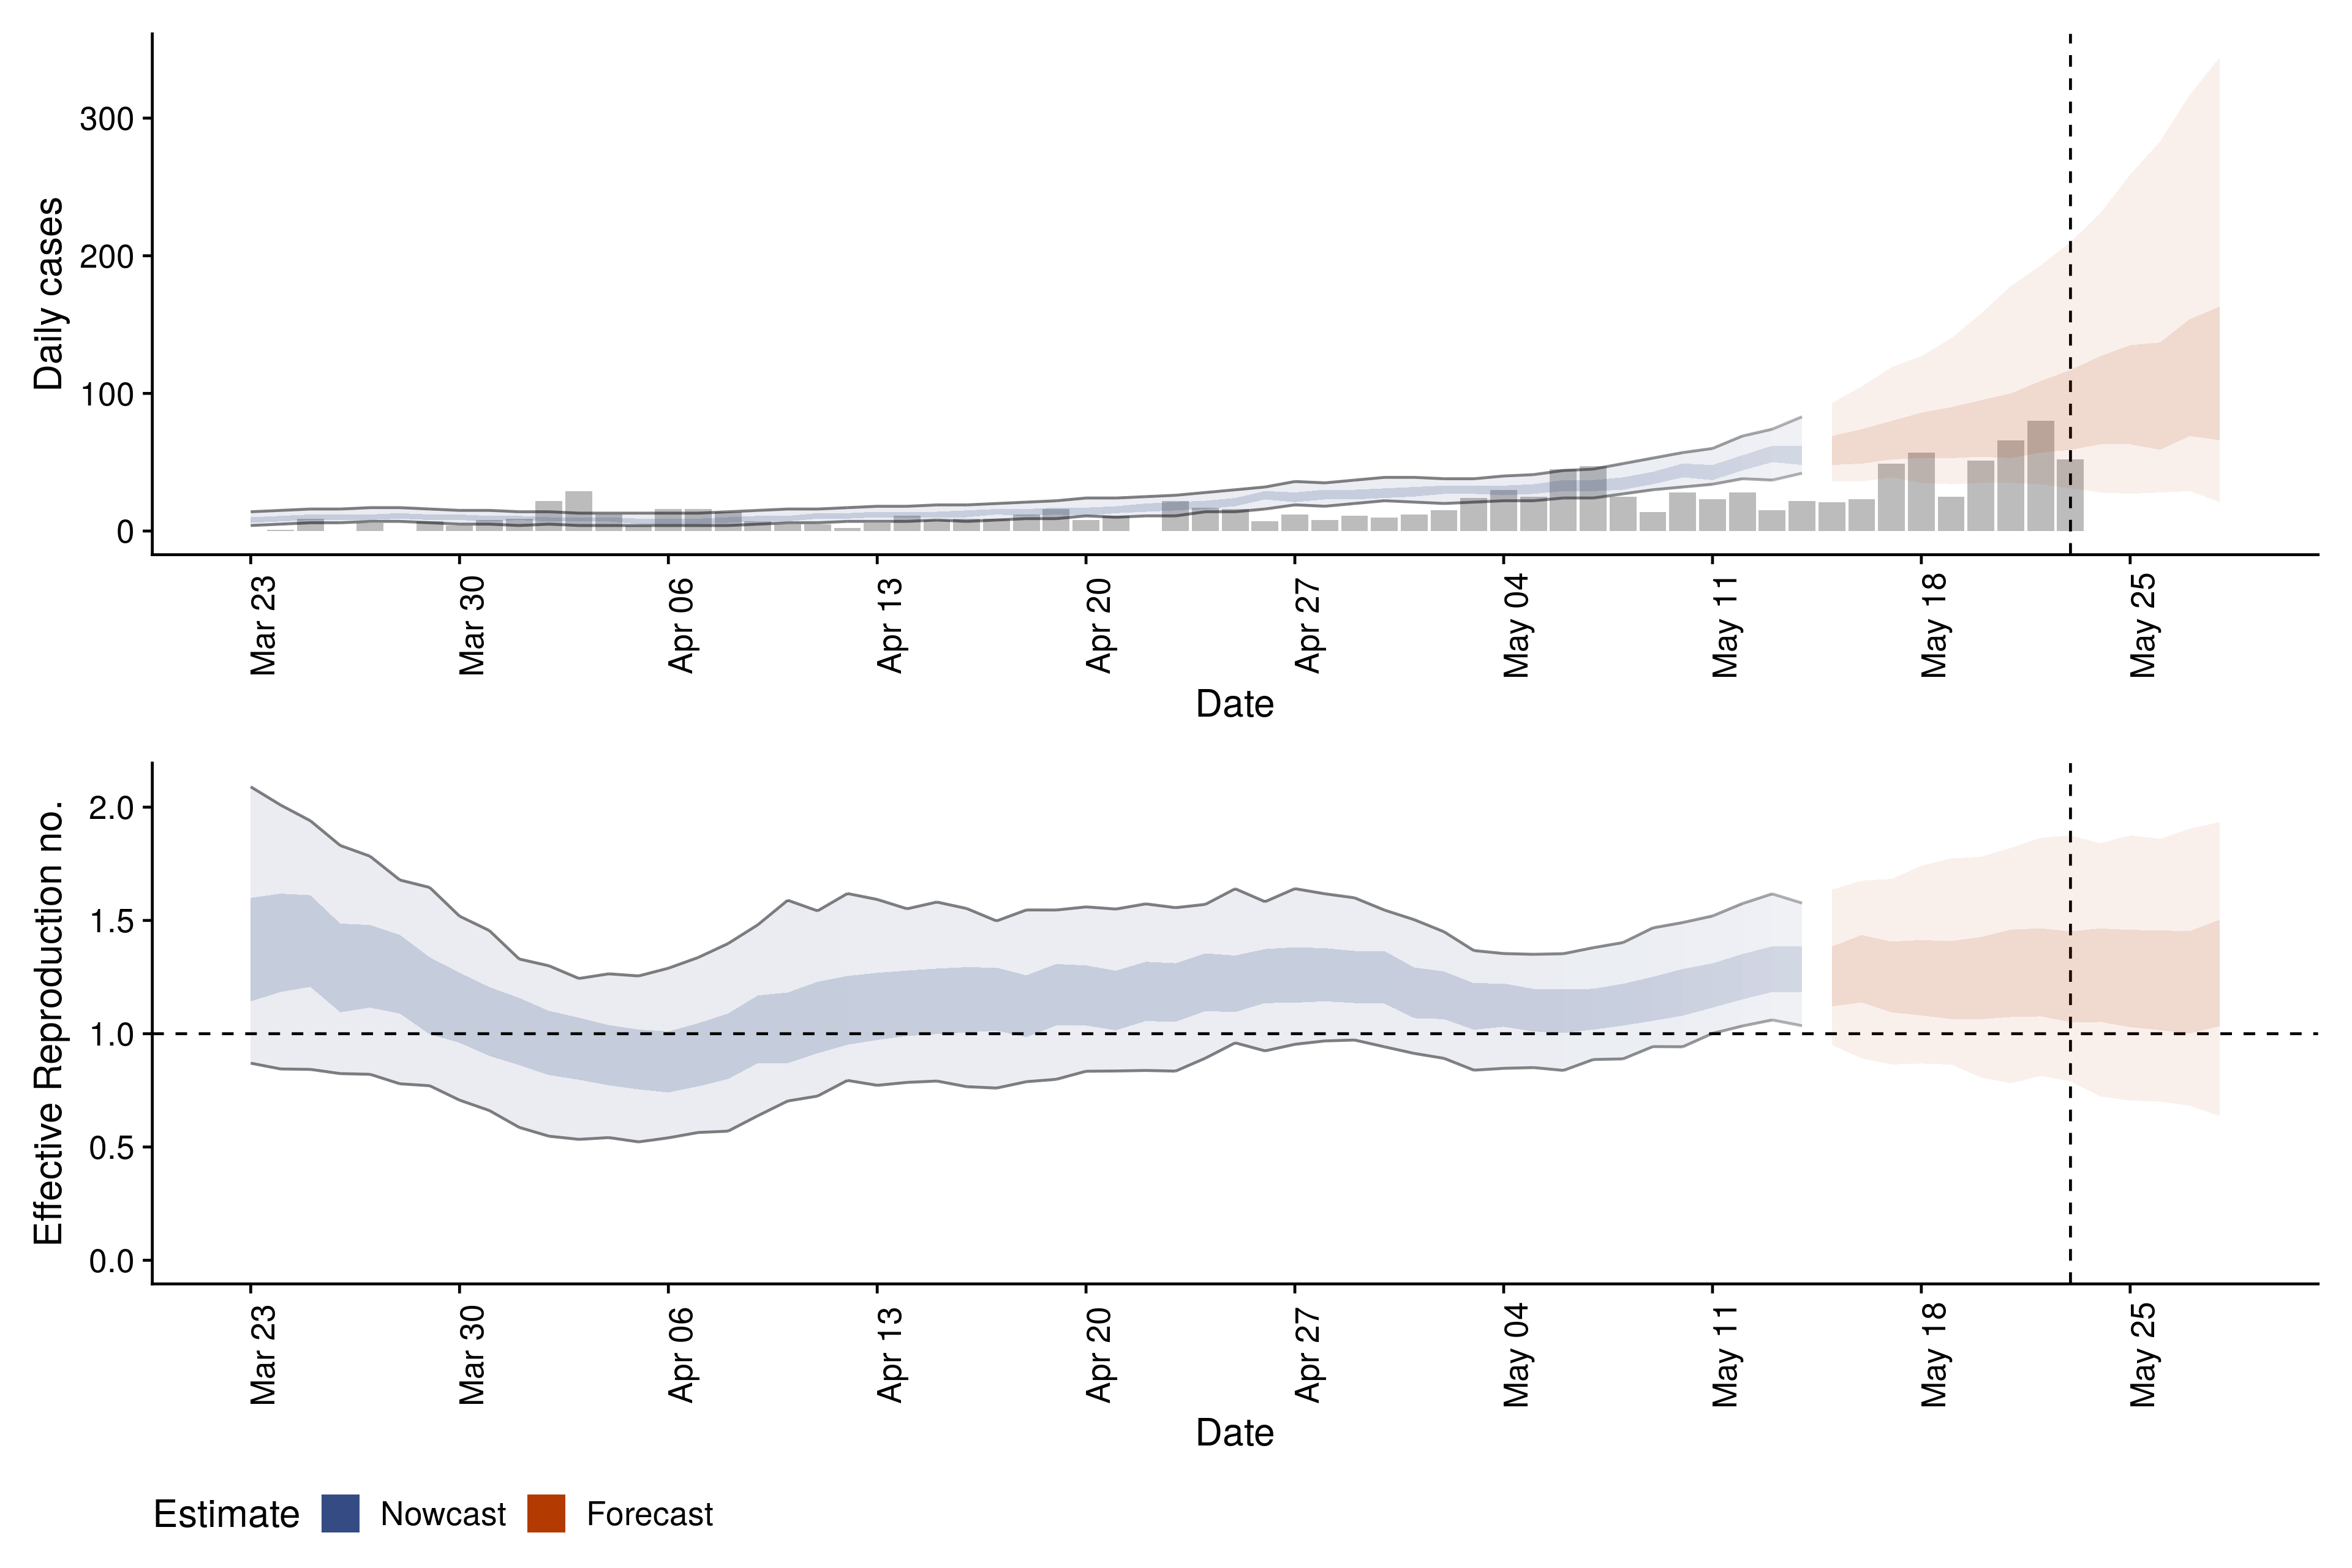 Daily cases
300
200
100
0
Mar 23
Mar 30
Apr 06
Apr 13
Apr 20
Apr 27
May 04
May 11
May 18
May 25
Date
Effective Reproduction no.
2.0
1.5
1.0
0.5
0.0
Mar 23
Mar 30
Apr 06
Apr 13
Apr 20
Apr 27
May 04
May 11
May 18
May 25
Date
Estimate Nowcast Forecast